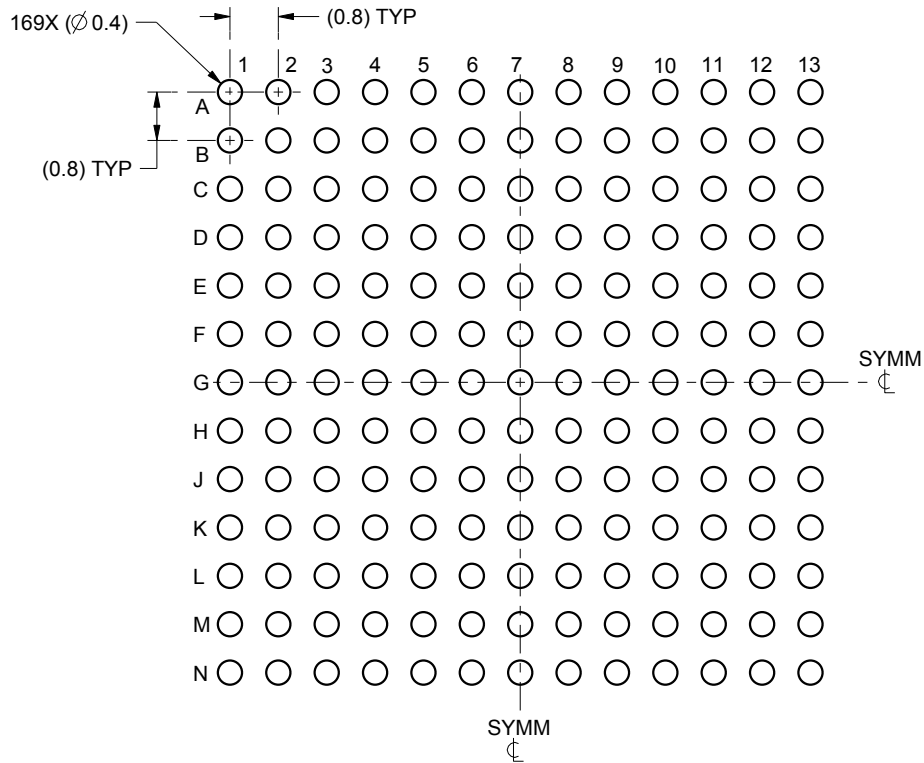 169X (∅ 0.4)
(0.8) TYP
1 2 3 4 5 6 7 8 9 10 11 12 13
A
B
(0.8) TYP
C
D
E
F
G
SYMM
℄
H
J
K
L
M
N
SYMM
℄